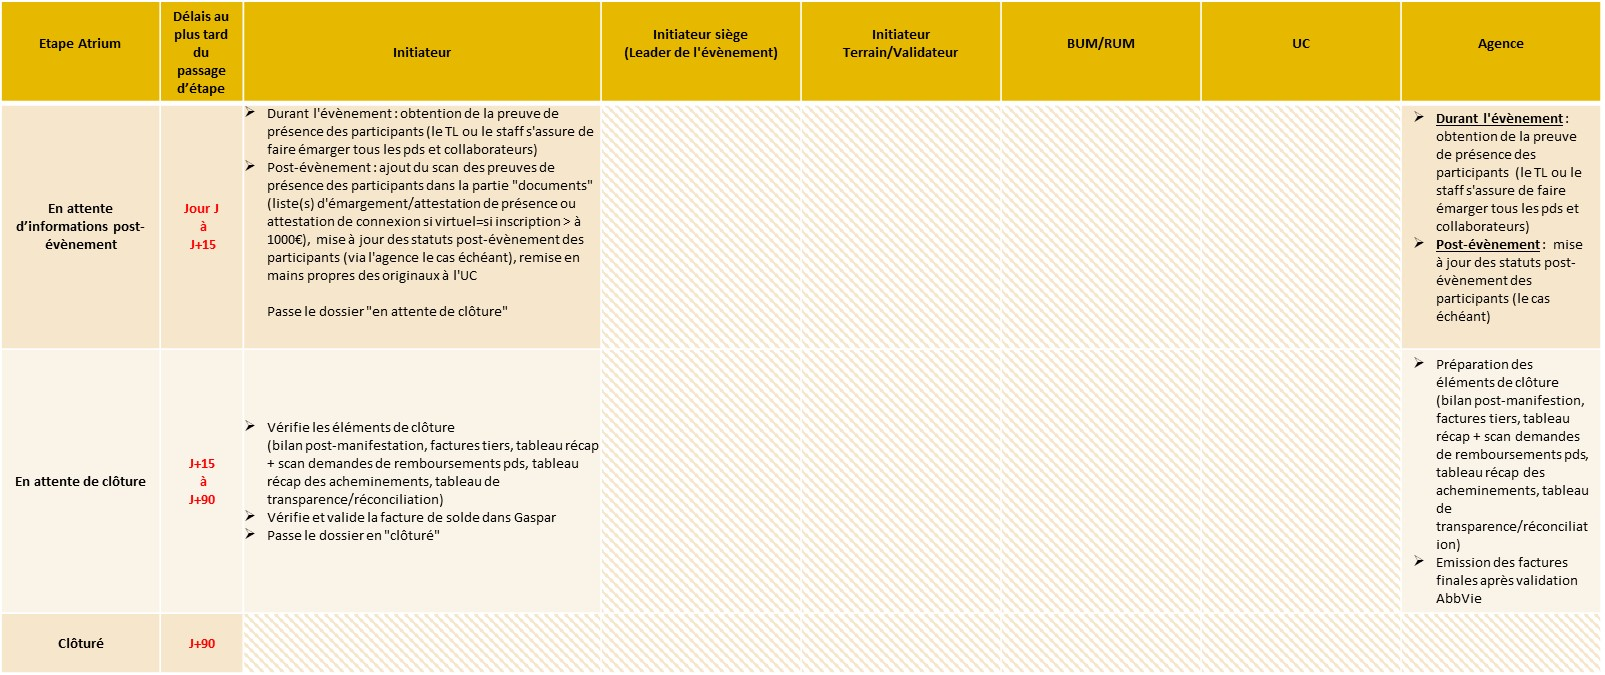 Etape Atrium
Délais au
plus tard
du
passage
d’étape
Initiateur
Initiateur siège
(Leader de l'évènement)
Initiateur
Terrain/Validateur
BUM/RUM
UC
Agence
En attente
d’informations post-
évènement
Jour J
à
J+15
Durant l'évènement : obtention de la preuve de
présence des participants (le TL ou le staff s'assure de
faire émarger tous les pds et collaborateurs)
Post-évènement : ajout du scan des preuves de
présence des participants dans la partie "documents"
(liste(s) d'émargement/attestation de présence ou
attestation de connexion si virtuel=si inscription > à
1000€), mise à jour des statuts post-évènement des
participants (via l'agence le cas échéant), remise en
mains propres des originaux à l'UC
Passe le dossier "en attente de clôture"
Durant l'évènement :
obtention de la preuve
de présence des
participants (le TL ou le
staff s'assure de faire
émarger tous les pds et
collaborateurs)
Post-évènement : mise
à jour des statuts post-
évènement des
participants (le cas
échéant)
En attente de clôture
J+15
à
J+90
Vérifie les éléments de clôture
(bilan post-manifestation, factures tiers, tableau récap
+ scan demandes de remboursements pds, tableau
récap des acheminements, tableau de
transparence/réconciliation)
Vérifie et valide la facture de solde dans Gaspar
Passe le dossier en "clôturé"
Préparation des
éléments de clôture
(bilan post-manifestion,
factures tiers, tableau
récap + scan demandes
de remboursements pds,
tableau récap des
acheminements, tableau
de
transparence/réconciliat
ion)
Emission des factures
finales après validation
AbbVie
Clôturé
J+90